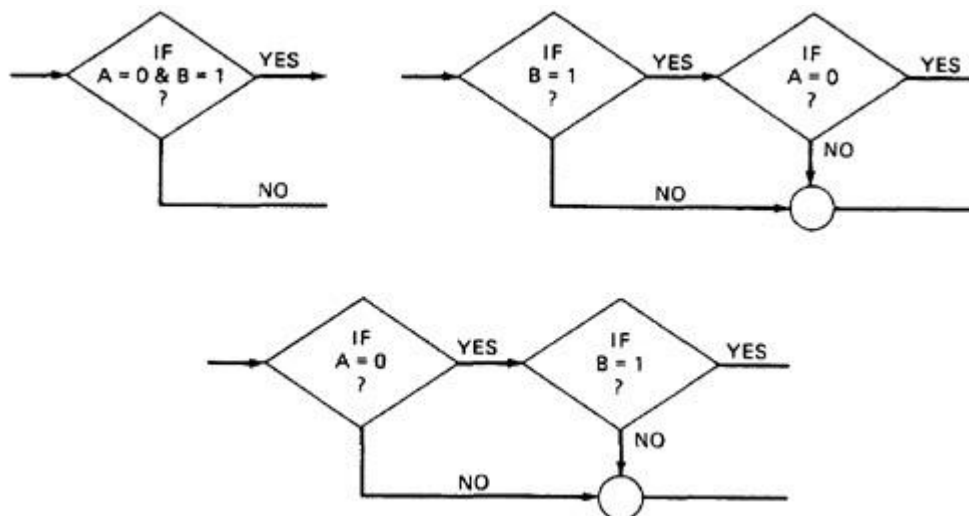 IF
A = 0 & B = 1
?
YES
NO
IF
B = 1
?
YES
IF
A = 0
?
YES
NO
NO
IF
A = 0
?
YES
IF
B = 1
?
YES
NO
NO